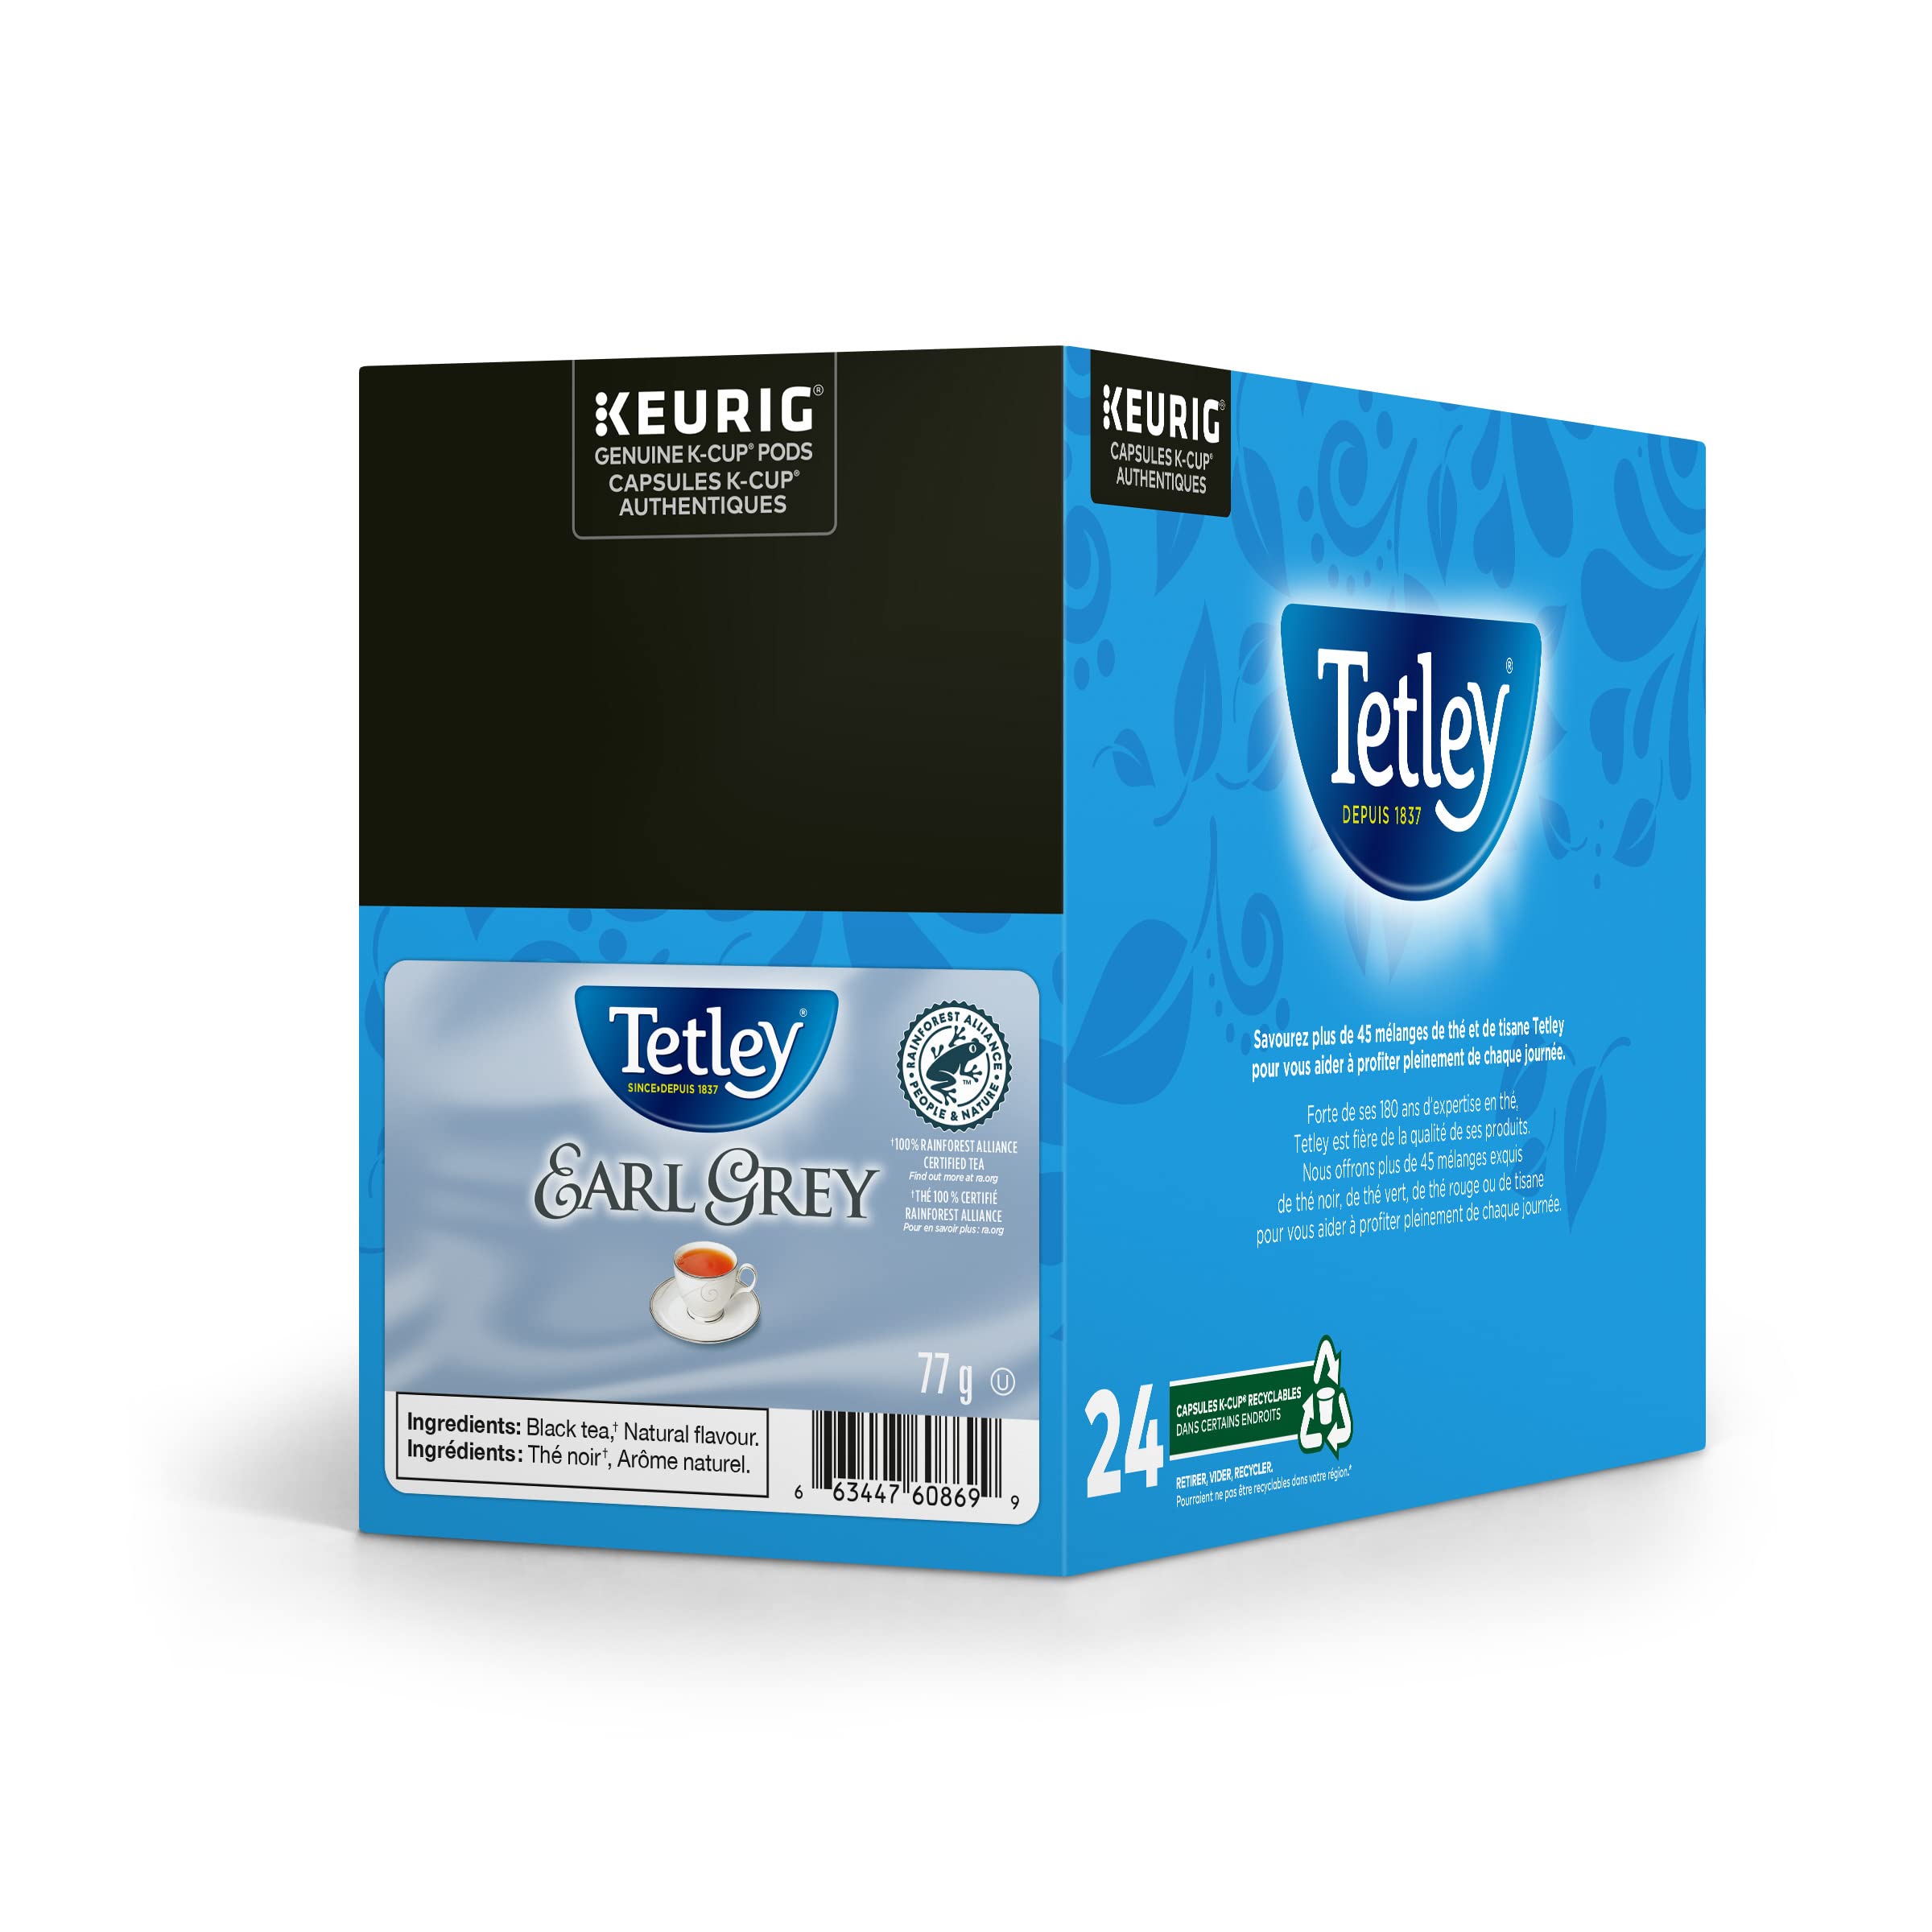 KEURIG®
GENUINE K-CUP® PODS
CAPSULES K-CUP®
AUTHENTIQUES
Tetley®
SINCE•DEPUIS 1837
EARL GREY
RAINFOREST ALLIANCE
• PEOPLE & NATURE •
TM
†100% RAINFOREST ALLIANCE
CERTIFIED TEA
Find out more at ra.org
†THÉ 100 % CERTIFIÉ
RAINFOREST ALLIANCE
Pour en savoir plus : ra.org
77 g
U
Ingredients: Black tea,† Natural flavour.
Ingrédients: Thé noir†, Arôme naturel.
6 63447 60869 9
KEURIG®
CAPSULES K-CUP®
AUTHENTIQUES
Tetley®
DEPUIS 1837
Savourez plus de 45 mélanges de thé et de tisane Tetley
pour vous aider à profiter pleinement de chaque journée.
Forte de ses 180 ans d'expertise en thé,
Tetley est fière de la qualité de ses produits.
Nous offrons plus de 45 mélanges exquis
de thé noir, de thé vert, de thé rouge ou de tisane
pour vous aider à profiter pleinement de chaque journée.
24
CAPSULES K-CUP® RECYCLABLES
DANS CERTAINS ENDROITS
RETIRER, VIDER, RECYCLER.
Pourraient ne pas être recyclables dans votre région.*